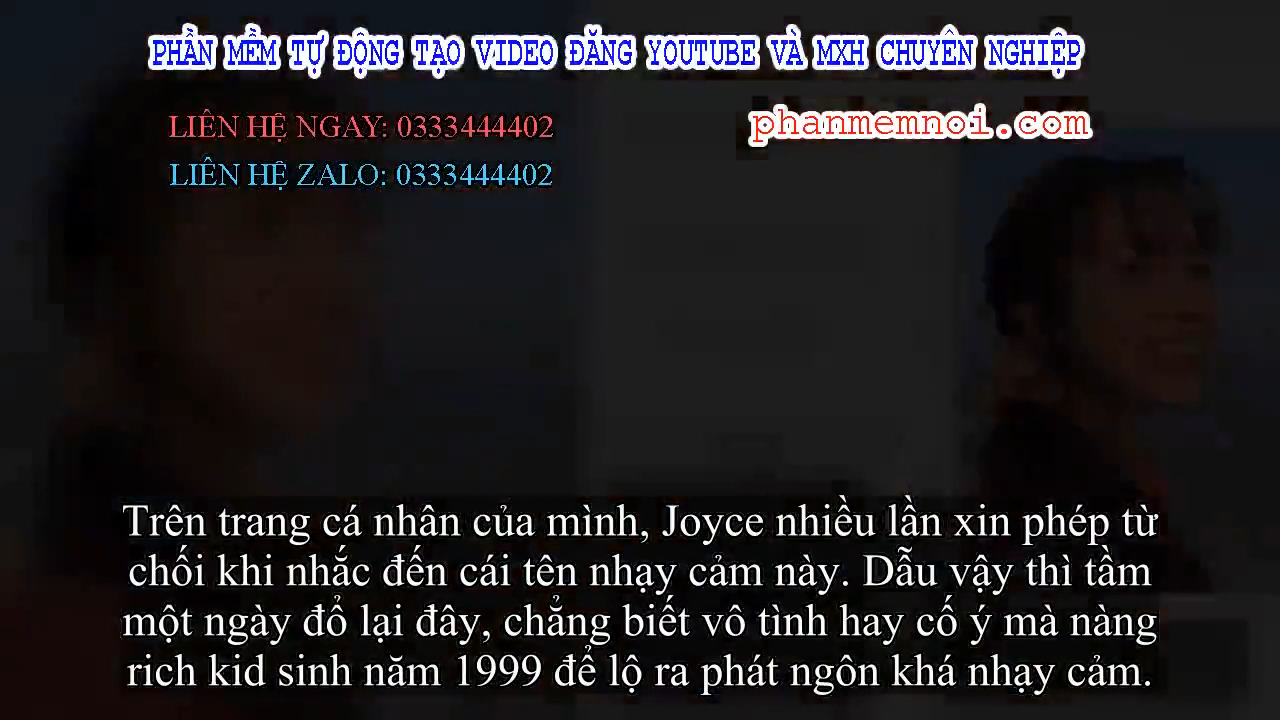 PHẦN MỀM TỰ ĐỘNG TẠO VIDEO ĐĂNG YOUTUBE VÀ MXH CHUYÊN NGHIỆP
LIÊN HỆ NGAY: 0333444402
phanmemnoi.com
LIÊN HỆ ZALO: 0333444402
Trên trang cá nhân của mình, Joyce nhiều lần xin phép từ
chối khi nhắc đến cái tên nhạy cảm này. Dẫu vậy thì tầm
một ngày đổ lại đây, chẳng biết vô tình hay cố ý mà nàng
rich kid sinh năm 1999 để lộ ra phát ngôn khá nhạy cảm.